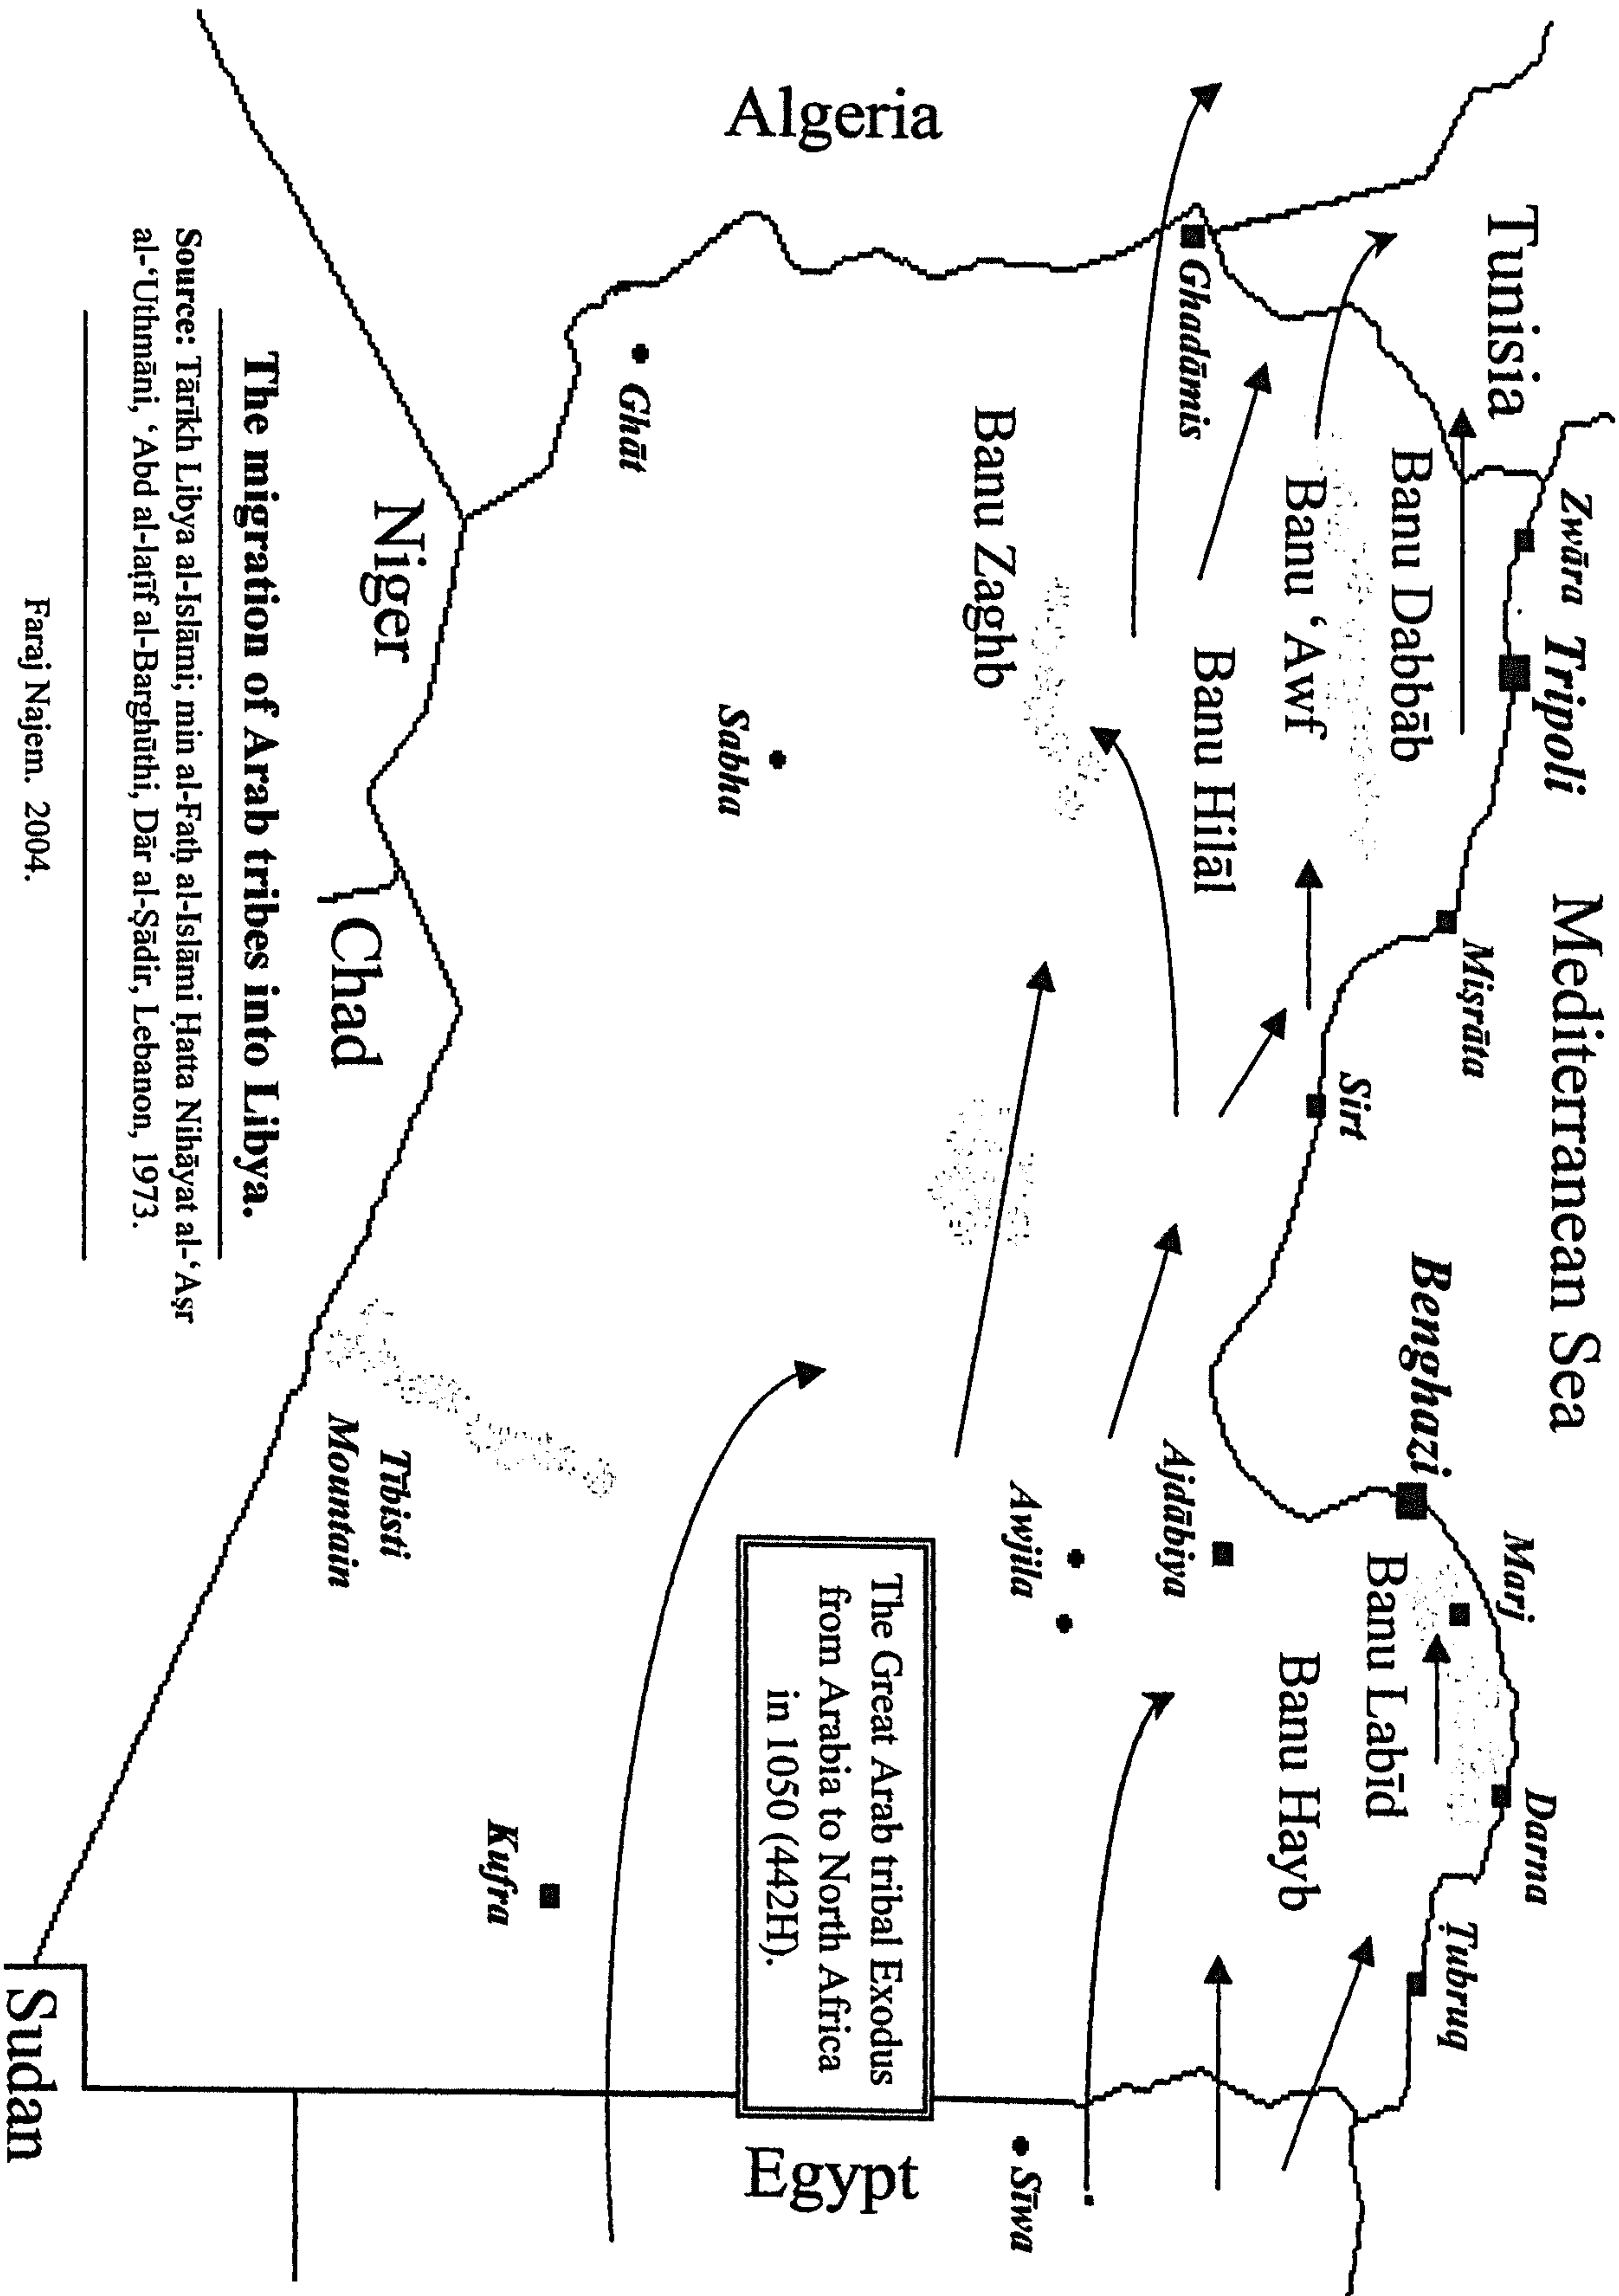 Mediterranean Sea
Tunisia
Zwāra
Tripoli
Miṣrāta
Sirt
Benghazi
Marj
Darna
Ṭubruq
Banu Dabbāb
Banu ‘Awf
Banu Hilāl
Banu Zaghb
Banu Labīd
Banu Hayb
Ghadāmis
Ajdābiya
Awjila
Algeria
Sabha
Ghāt
The Great Arab tribal Exodus
from Arabia to North Africa
in 1050 (442H).
Sīwa
Egypt
Kufra
Tībisti
Mountain
Niger
Chad
Sudan
The migration of Arab tribes into Libya.
Source: Tārīkh Libya al-Islāmi; min al-Fatḥ al-Islāmi Ḥatta Nihāyat al-‘Aṣr
al-‘Uthmāni, ‘Abd al-laṭīf al-Barghūthi, Dār al-Ṣādir, Lebanon, 1973.
Faraj Najem. 2004.